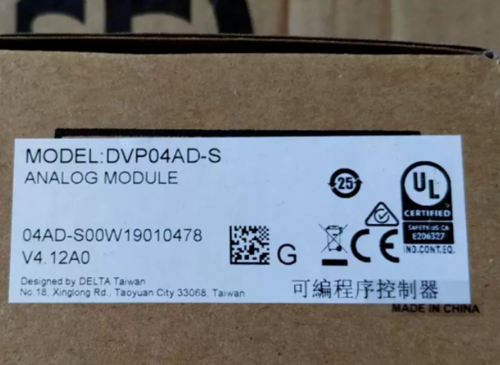 MODEL:DVP04AD-S
ANALOG MODULE
25
UL
CERTIFIED
SAFETY US CA
E206327
IND.CONT.EQ.
04AD-S00W19010478
V4.12A0
G
CE
Designed by DELTA Taiwan
No.18, Xinglong Rd., Taoyuan City 33068, Taiwan
可编程序控制器
MADE IN CHINA